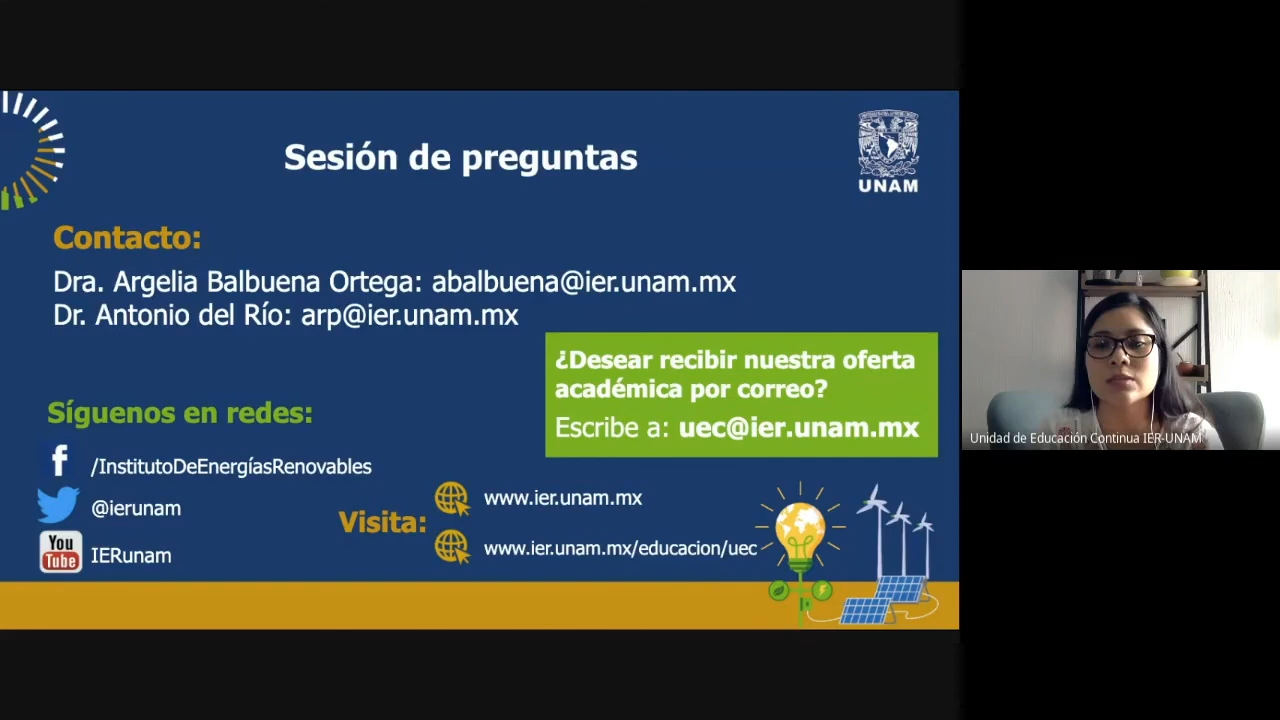 Sesión de preguntas
UNAM
Contacto:
Dra. Argelia Balbuena Ortega: abalbuena@ier.unam.mx
Dr. Antonio del Río: arp@ier.unam.mx
¿Desear recibir nuestra oferta
académica por correo?
Escribe a: uec@ier.unam.mx
Síguenos en redes:
f /InstitutoDeEnergíasRenovables
@ierunam
You
Tube
IERunam
Visita:
www.ier.unam.mx
www.ier.unam.mx/educacion/uec
Unidad de Educación Continua IER-UNAM